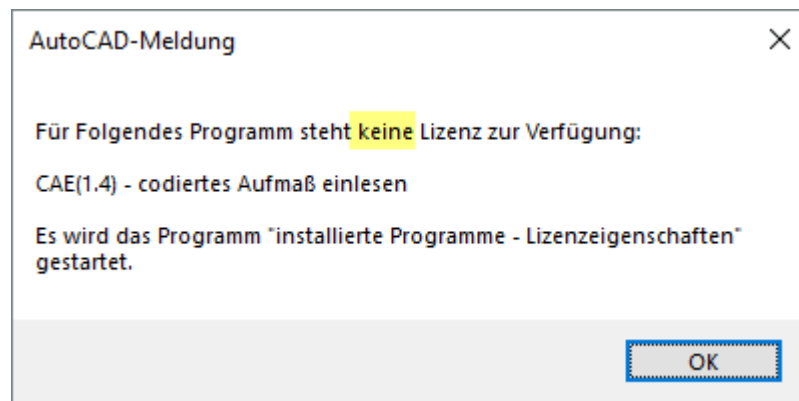 AutoCAD-Meldung
Für Folgendes Programm steht keine Lizenz zur Verfügung:
CAE(1.4) - codiertes Aufmaß einlesen
Es wird das Programm "installierte Programme - Lizenzeigenschaften"
gestartet.
OK